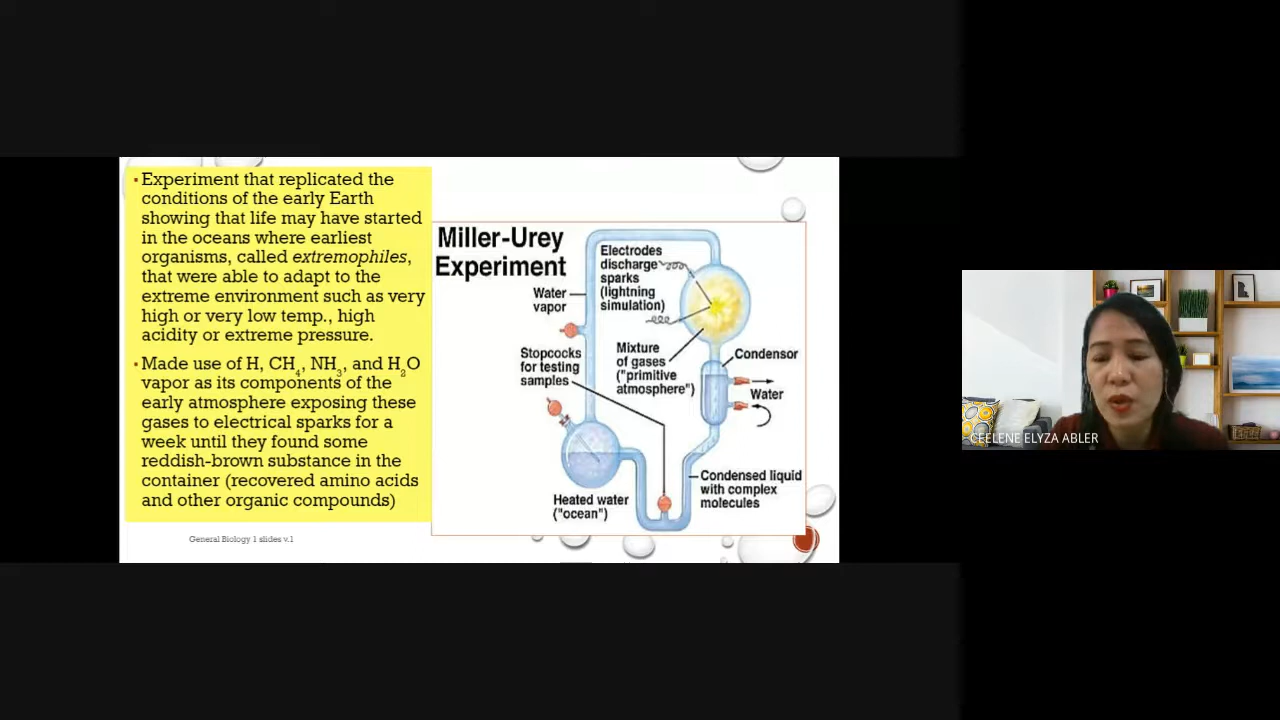 •Experiment that replicated the
conditions of the early Earth
showing that life may have started
in the oceans where earliest
organisms, called extremophiles,
that were able to adapt to the
extreme environment such as very
high or very low temp., high
acidity or extreme pressure.
•Made use of H, CH₄, NH₃, and H₂O
vapor as its components of the
early atmosphere exposing these
gases to electrical sparks for a
week until they found some
reddish-brown substance in the
container (recovered amino acids
and other organic compounds)
General Biology 1 slides v.1
Miller-Urey
Experiment
Electrodes
discharge
sparks
(lightning
simulation)
Water
vapor
Stopcocks
for testing
samples
Mixture
of gases
("primitive
atmosphere")
Condensor
Water
Condensed liquid
with complex
molecules
Heated water
("ocean")
CEELENE ELYZA ABLER